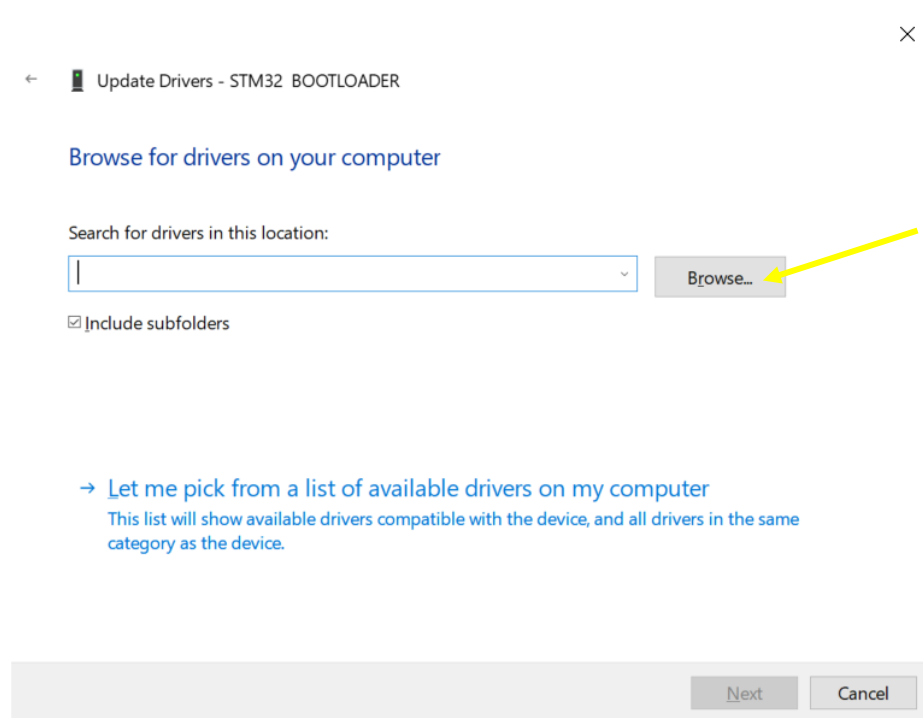 Update Drivers - STM32  BOOTLOADER
Browse for drivers on your computer
Search for drivers in this location:
Browse...
Include subfolders
Let me pick from a list of available drivers on my computer
This list will show available drivers compatible with the device, and all drivers in the same
category as the device.
Next
Cancel